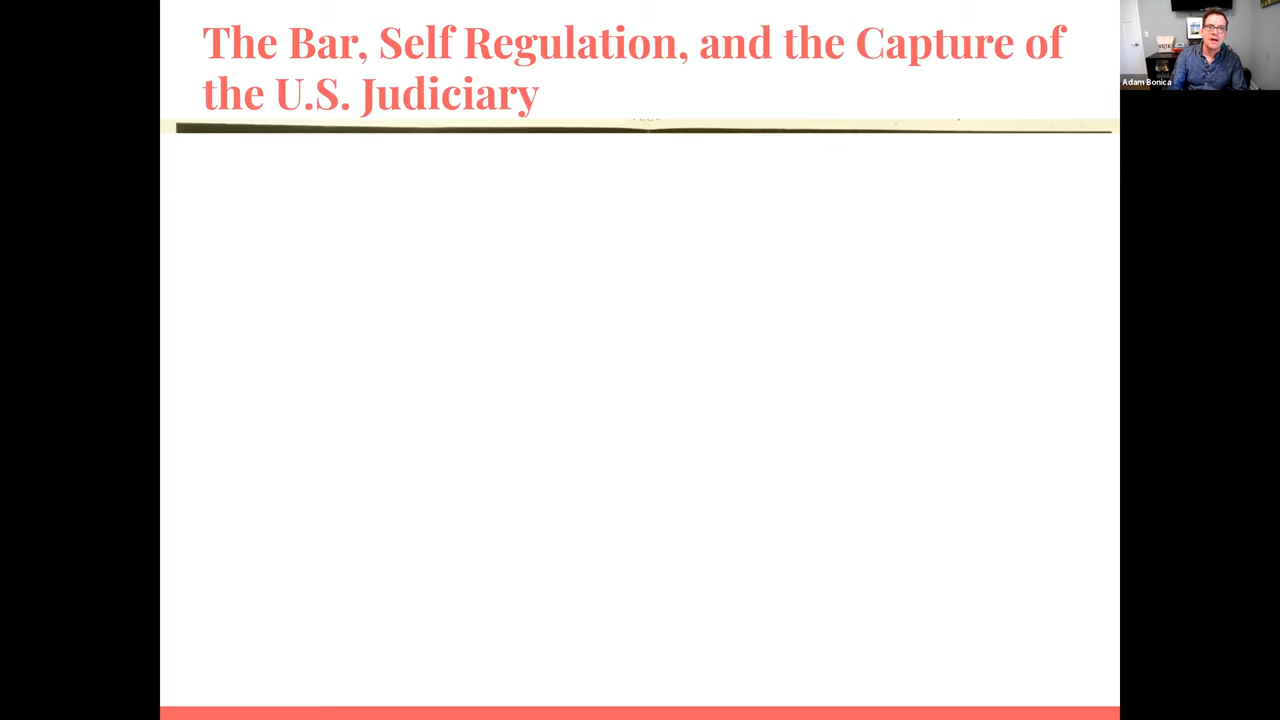 The Bar, Self Regulation, and the Capture of
the U.S. Judiciary
Adam Bonica